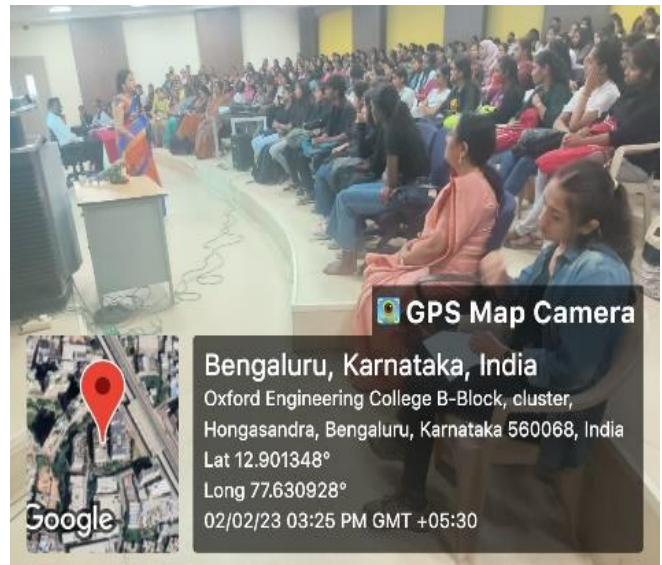 GPS Map Camera
Bengaluru, Karnataka, India
Oxford Engineering College B-Block, cluster,
Hongasandra, Bengaluru, Karnataka 560068, India
Lat 12.901348°
Long 77.630928°
02/02/23 03:25 PM GMT +05:30
Google